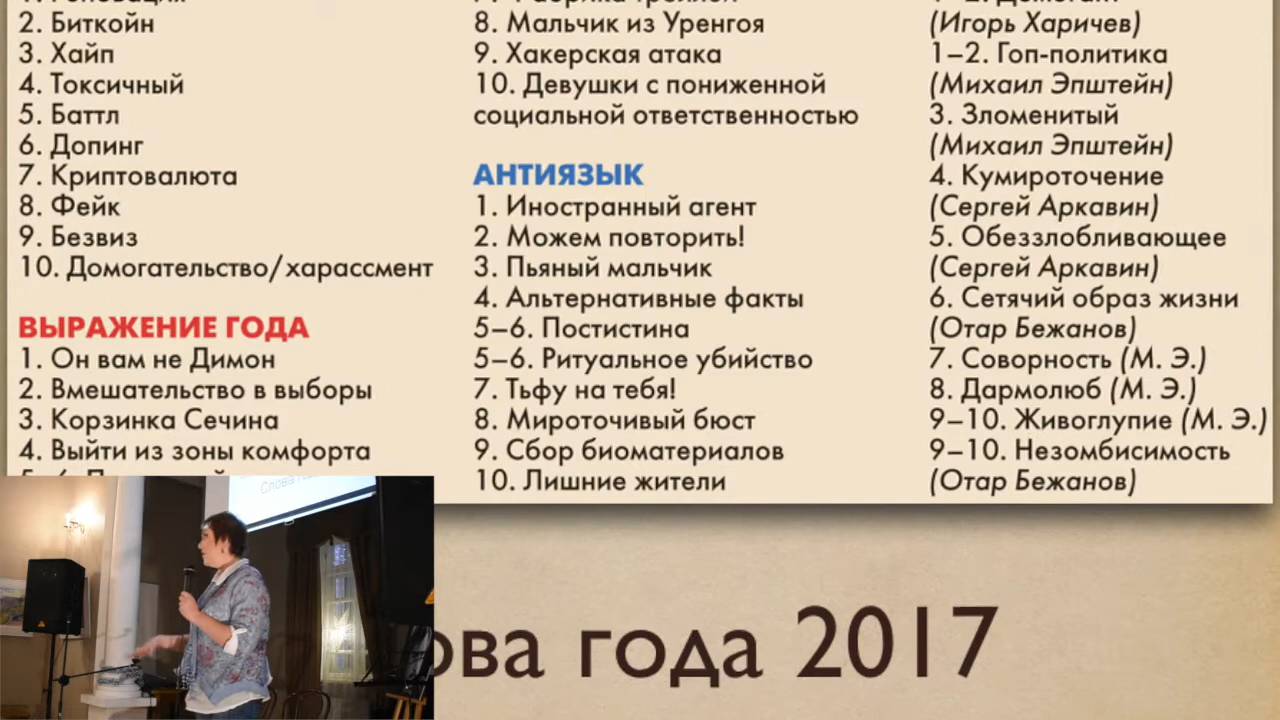 2. Биткойн
3. Хайп
4. Токсичный
5. Баттл
6. Допинг
7. Криптовалюта
8. Фейк
9. Безвиз
10. Домогательство/харассмент
ВЫРАЖЕНИЕ ГОДА
1. Он вам не Димон
2. Вмешательство в выборы
3. Корзинка Сечина
4. Выйти из зоны комфорта
8. Мальчик из Уренгоя
9. Хакерская атака
10. Девушки с пониженной
социальной ответственностью
АНТИЯЗЫК
1. Иностранный агент
2. Можем повторить!
3. Пьяный мальчик
4. Альтернативные факты
5–6. Постистина
5–6. Ритуальное убийство
7. Тьфу на тебя!
8. Мироточивый бюст
9. Сбор биоматериалов
10. Лишние жители
(Игорь Харичев)
1–2. Гоп-политика
(Михаил Эпштейн)
3. Зломенитый
(Михаил Эпштейн)
4. Кумироточение
(Сергей Аркавин)
5. Обеззлобливающее
(Сергей Аркавин)
6. Сетячий образ жизни
(Отар Бежанов)
7. Соворность (М. Э.)
8. Дармолюб (М. Э.)
9–10. Живоглупие (М. Э.)
9–10. Незомбисимость
(Отар Бежанов)
ова года 2017